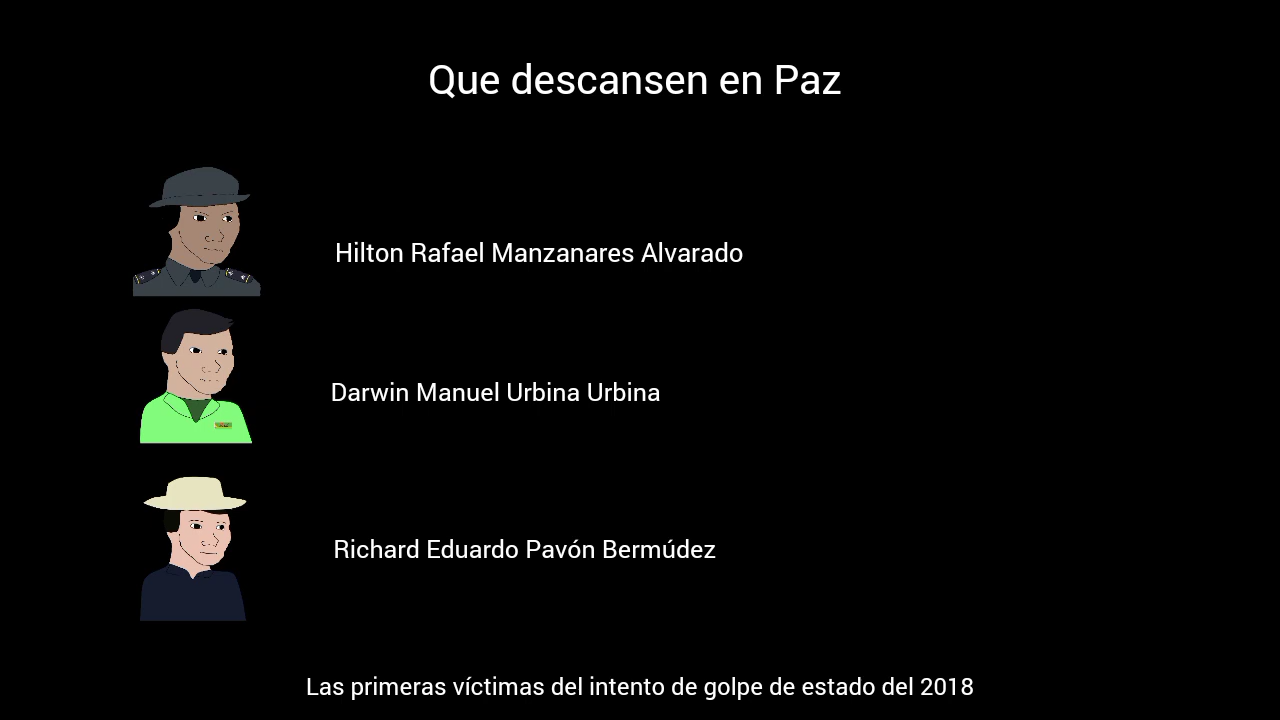 Que descansen en Paz
Hilton Rafael Manzanares Alvarado
Darwin Manuel Urbina Urbina
Richard Eduardo Pavón Bermúdez
Las primeras víctimas del intento de golpe de estado del 2018